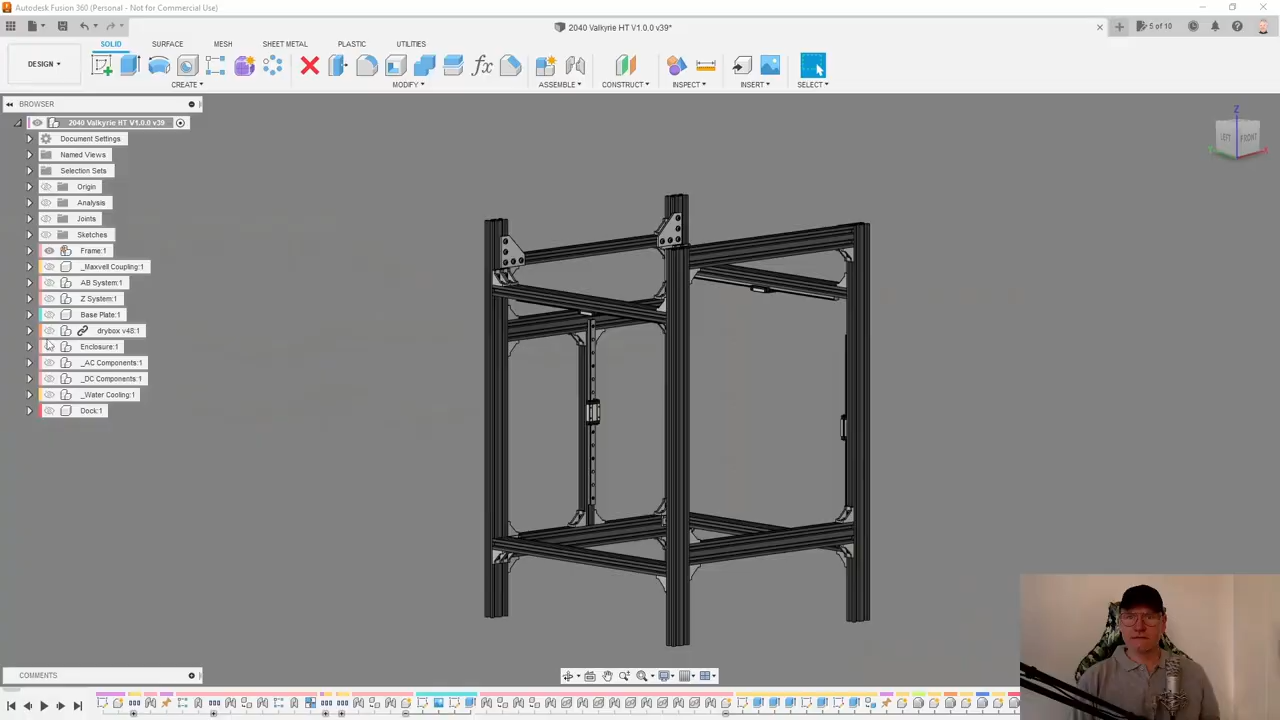 Autodesk Fusion 360 (Personal - Not for Commercial Use)
2040 Valkyrie HT V1.0.0 v39*
5 of 10
SOLID
SURFACE
MESH
SHEET METAL
PLASTIC
UTILITIES
DESIGN
fx
CREATE
MODIFY
ASSEMBLE
CONSTRUCT
INSPECT
INSERT
SELECT
BROWSER
2040 Valkyrie HT V1.0.0 v39
Document Settings
Named Views
Selection Sets
Origin
Analysis
Joints
Sketches
Frame:1
_Maxvell Coupling:1
AB System:1
Z System:1
Base Plate:1
drybox v48:1
Enclosure:1
_AC Components:1
_DC Components:1
_Water Cooling:1
Dock:1
Z
LEFT
FRONT
COMMENTS